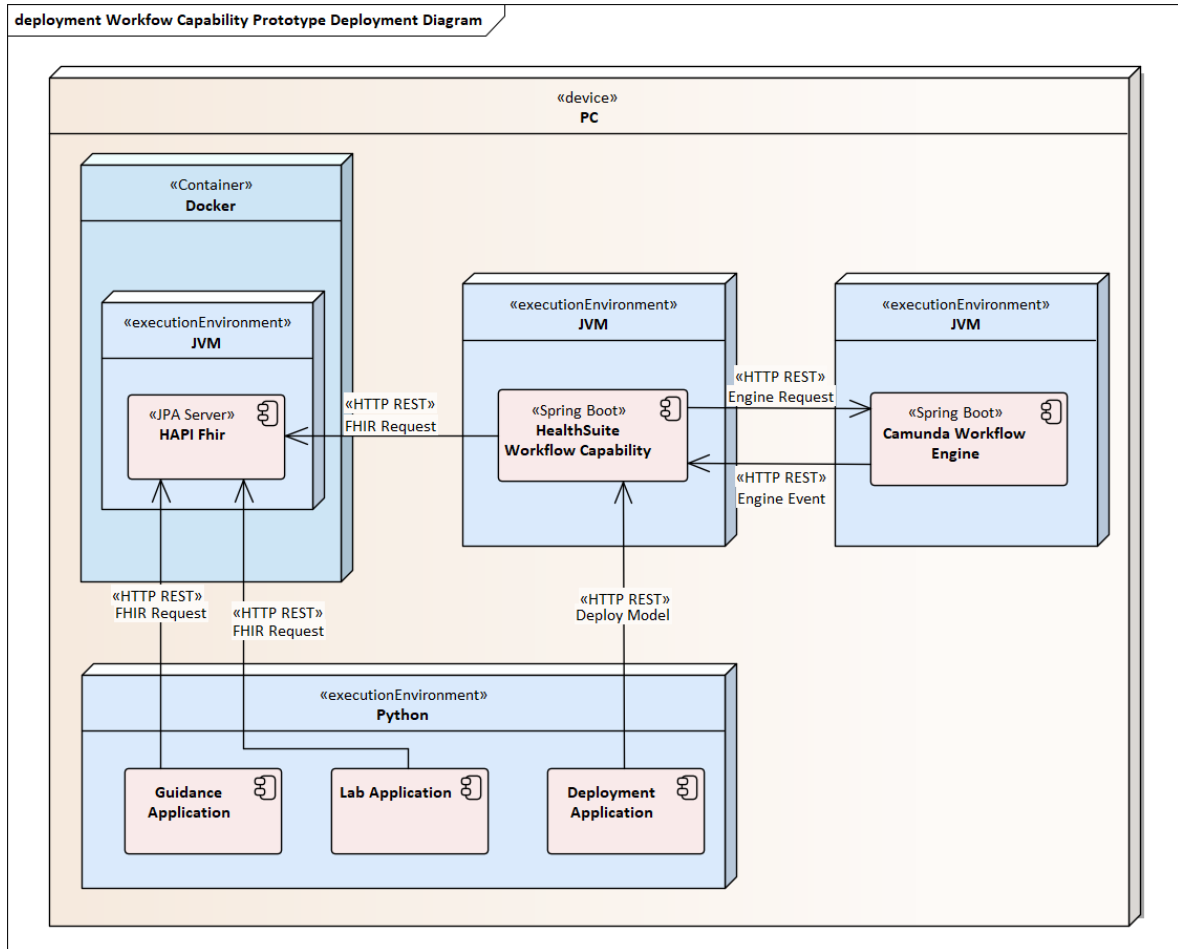 deployment Workfow Capability Prototype Deployment Diagram
«device»
PC
«Container»
Docker
«executionEnvironment»
JVM
«JPA Server»
HAPI Fhir
«HTTP REST»
FHIR Request
«executionEnvironment»
JVM
«Spring Boot»
HealthSuite
Workflow Capability
«HTTP REST»
Engine Request
«HTTP REST»
Engine Event
«executionEnvironment»
JVM
«Spring Boot»
Camunda Workflow
Engine
«HTTP REST»
FHIR Request
«HTTP REST»
FHIR Request
«HTTP REST»
Deploy Model
«executionEnvironment»
Python
Guidance
Application
Lab Application
Deployment
Application